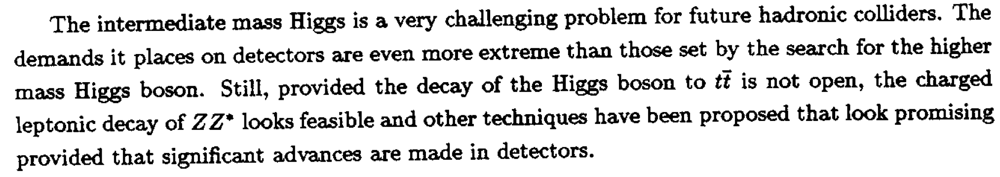 The intermediate mass Higgs is a very challenging problem for future hadronic colliders. The
demands it places on detectors are even more extreme than those set by the search for the higher
mass Higgs boson. Still, provided the decay of the Higgs boson to tt̄ is not open, the charged
leptonic decay of ZZ* looks feasible and other techniques have been proposed that look promising
provided that significant advances are made in detectors.